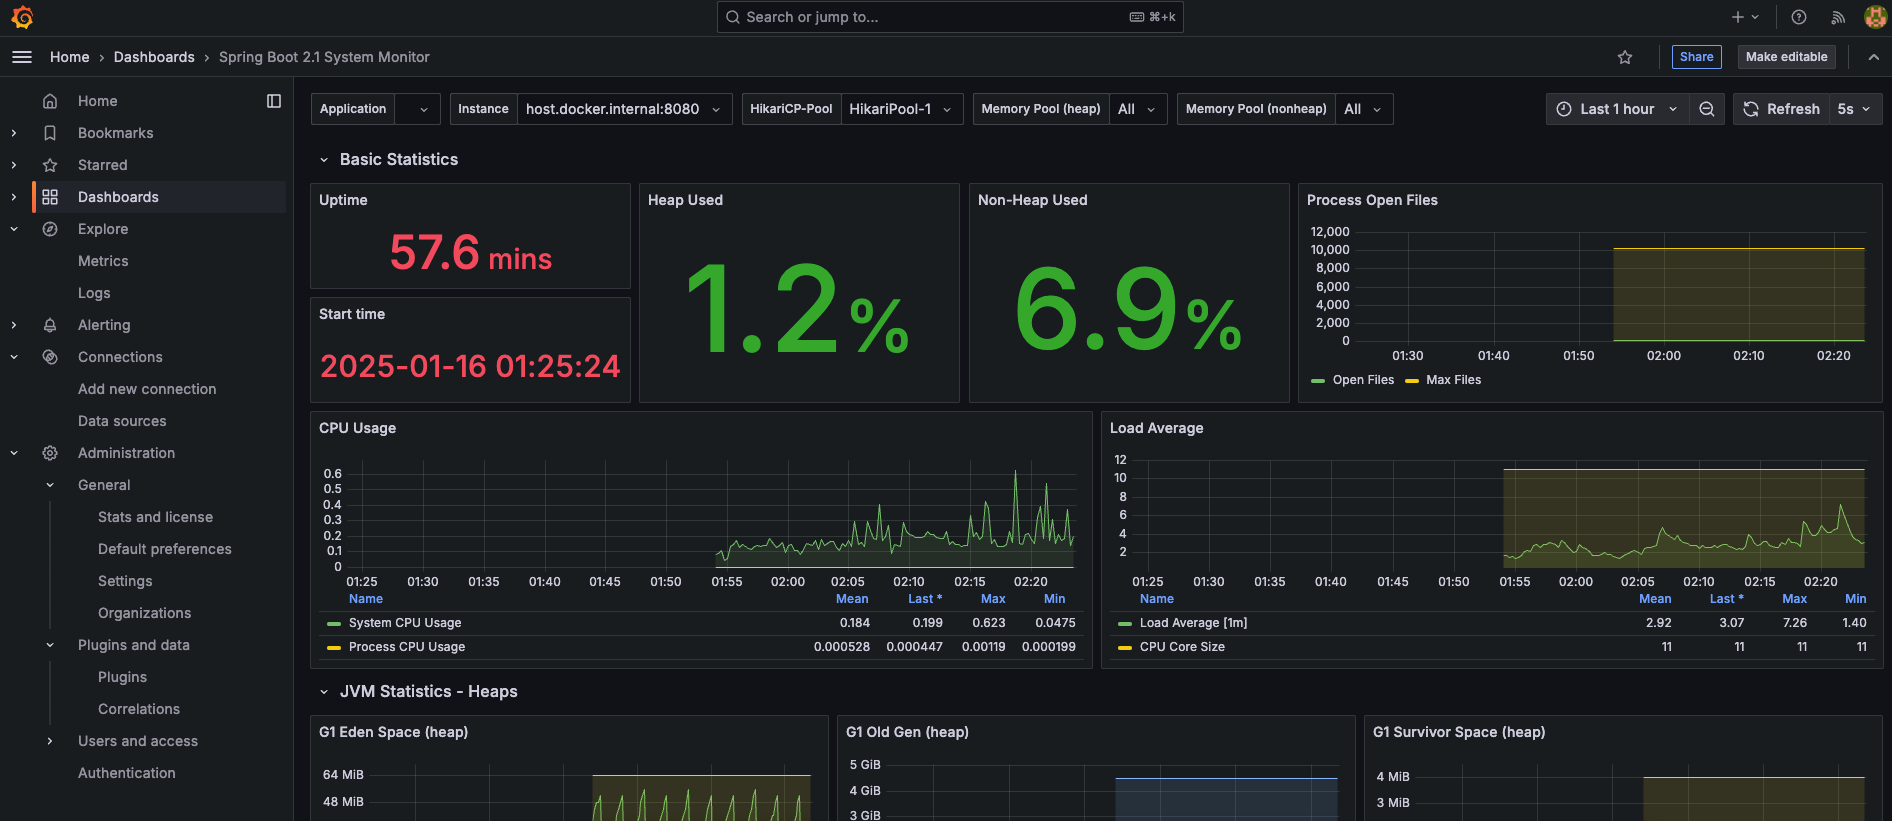 Search or jump to...
⌘+k
Home › Dashboards › Spring Boot 2.1 System Monitor
Share
Make editable
Home
Bookmarks
Starred
Dashboards
Explore
Metrics
Logs
Alerting
Connections
Add new connection
Data sources
Administration
General
Stats and license
Default preferences
Settings
Organizations
Plugins and data
Plugins
Correlations
Users and access
Authentication
Application
Instance host.docker.internal:8080
HikariCP-Pool HikariPool-1
Memory Pool (heap) All
Memory Pool (nonheap) All
Last 1 hour
Refresh 5s
Basic Statistics
Uptime
57.6 mins
Start time
2025-01-16 01:25:24
Heap Used
1.2%
Non-Heap Used
6.9%
Process Open Files
12,000
10,000
8,000
6,000
4,000
2,000
0
01:30 01:40 01:50 02:00 02:10 02:20
Open Files Max Files
CPU Usage
0.6
0.5
0.4
0.3
0.2
0.1
0
01:25 01:30 01:35 01:40 01:45 01:50 01:55 02:00 02:05 02:10 02:15 02:20
Name Mean Last * Max Min
System CPU Usage 0.184 0.199 0.623 0.0475
Process CPU Usage 0.000528 0.000447 0.00119 0.000199
Load Average
12
10
8
6
4
2
01:25 01:30 01:35 01:40 01:45 01:50 01:55 02:00 02:05 02:10 02:15 02:20
Name Mean Last * Max Min
Load Average [1m] 2.92 3.07 7.26 1.40
CPU Core Size 11 11 11 11
JVM Statistics - Heaps
G1 Eden Space (heap)
64 MiB
48 MiB
G1 Old Gen (heap)
5 GiB
4 GiB
3 GiB
G1 Survivor Space (heap)
4 MiB
3 MiB